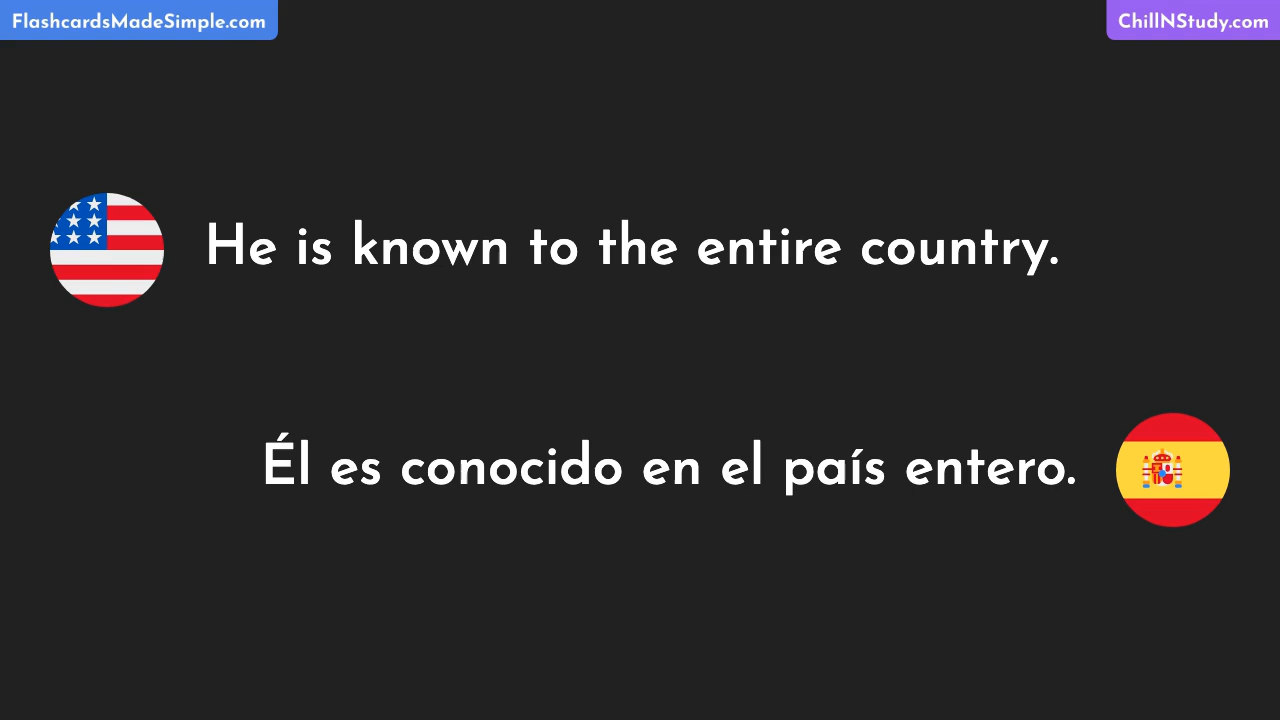 FlashcardsMadeSimple.com
ChillNStudy.com
He is known to the entire country.
Él es conocido en el país entero.